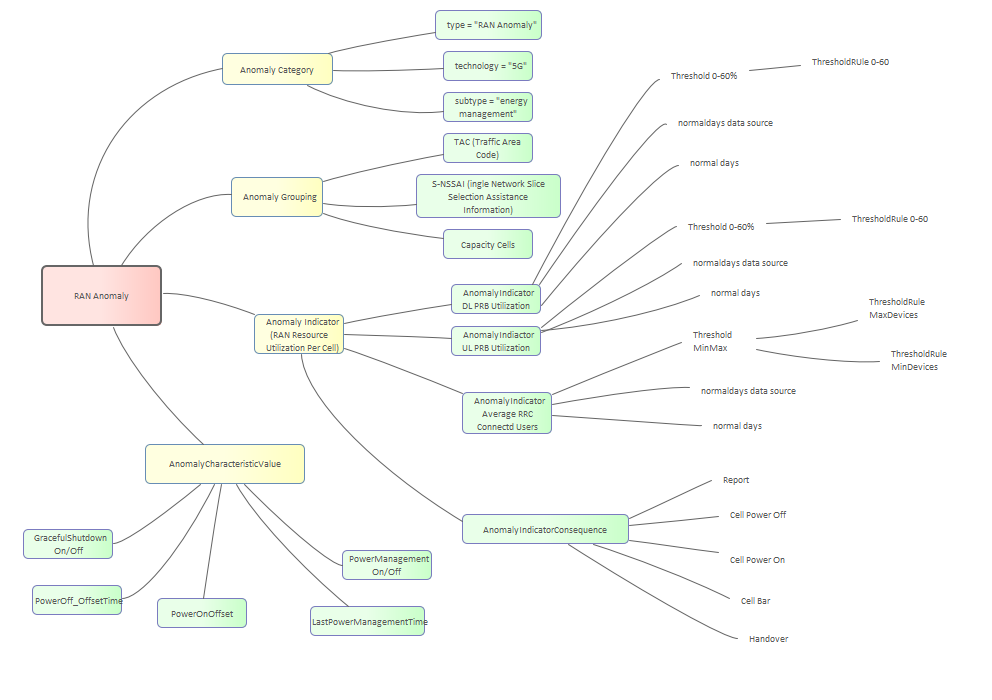 type = "RAN Anomaly"
Anomaly Category
technology = "5G"
subtype = "energy
management"
Threshold 0-60%
ThresholdRUle 0-60
normaldays data source
normal days
TAC (Traffic Area
Code)
Anomaly Grouping
S-NSSAI (ingle Network Slice
Selection Assistance
Information)
Capacity Cells
Threshold 0-60%
ThresholdRule 0-60
normaldays data source
normal days
RAN Anomaly
Anomaly Indicator
(RAN Resource
Utilization Per Cell)
AnomalyIndicator
DL PRB Utilization
AnomalyIndiactor
UL PRB Utilization
AnomalyIndicator
Average RRC
Connectd Users
Threshold
MinMax
ThresholdRule
MaxDevices
ThresholdRule
MinDevices
normaldays data source
normal days
AnomalyCharacteristicValue
GracefulShutdown
On/Off
PowerOff_OffsetTime
PowerOnOffset
LastPowerManagementTime
PowerManagement
On/Off
AnomalyIndicatorConsequence
Report
Cell Power Off
Cell Power On
Cell Bar
Handover